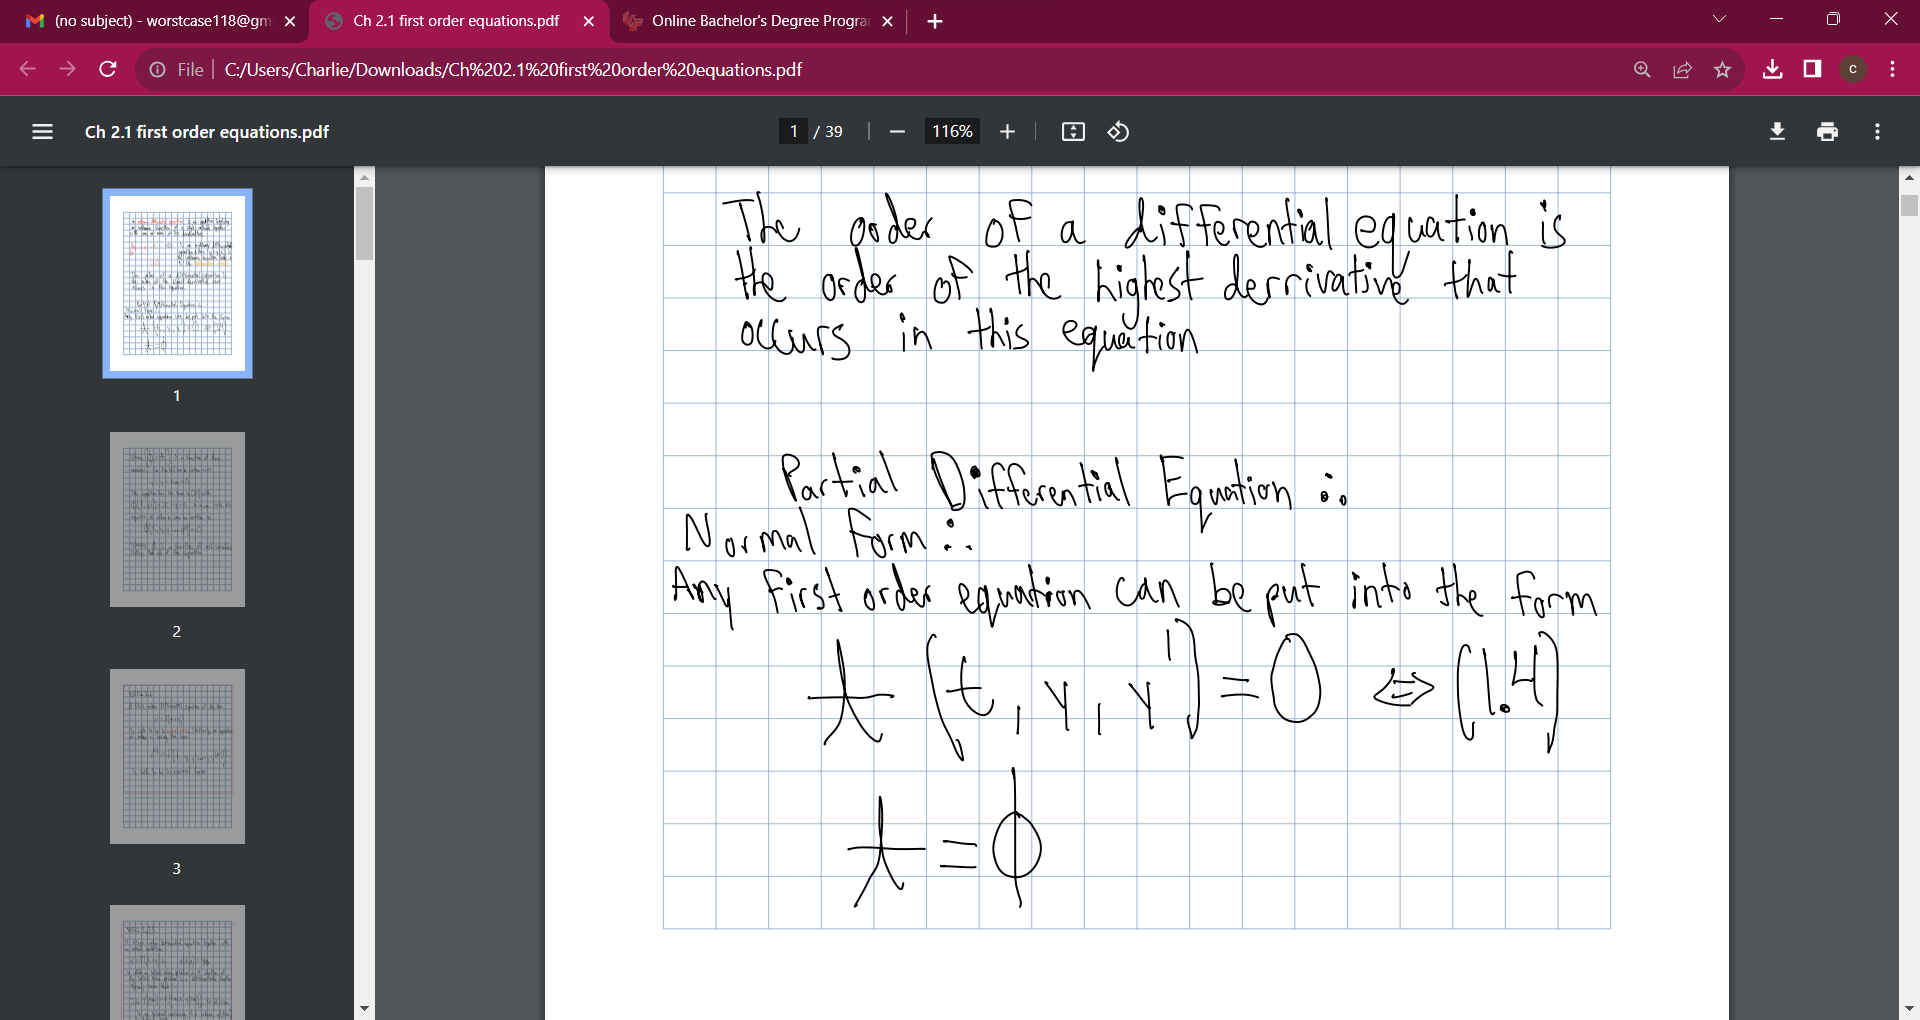 (no subject) - worstcase118@gm
Ch 2.1 first order equations.pdf
Online Bachelor's Degree Progra
File
C:/Users/Charlie/Downloads/Ch%202.1%20first%20order%20equations.pdf
c
Ch 2.1 first order equations.pdf
1 / 39
116%
1
2
3
The order of a differential equation is
the order of the highest derrivative that
occurs in this equation
Partial Differential Equation ∴
Normal Form ∴
Any first order equation can be put into the form
(t, y, y') = 0 ⇔ (1.4)
= ϕ